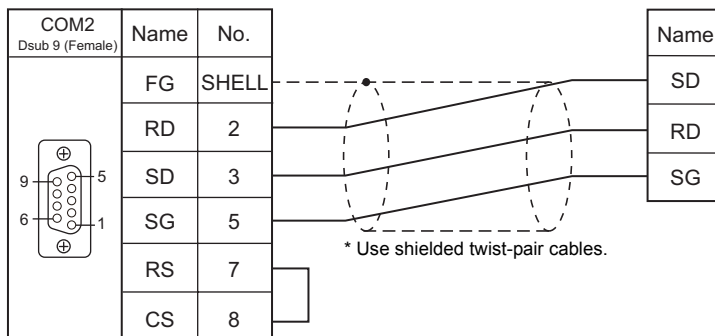 COM2
Dsub 9 (Female)
Name No.
Name
FG SHELL
SD
RD 2
RD
9 5
SD 3
SG
6 1
SG 5
* Use shielded twist-pair cables.
RS 7
CS 8